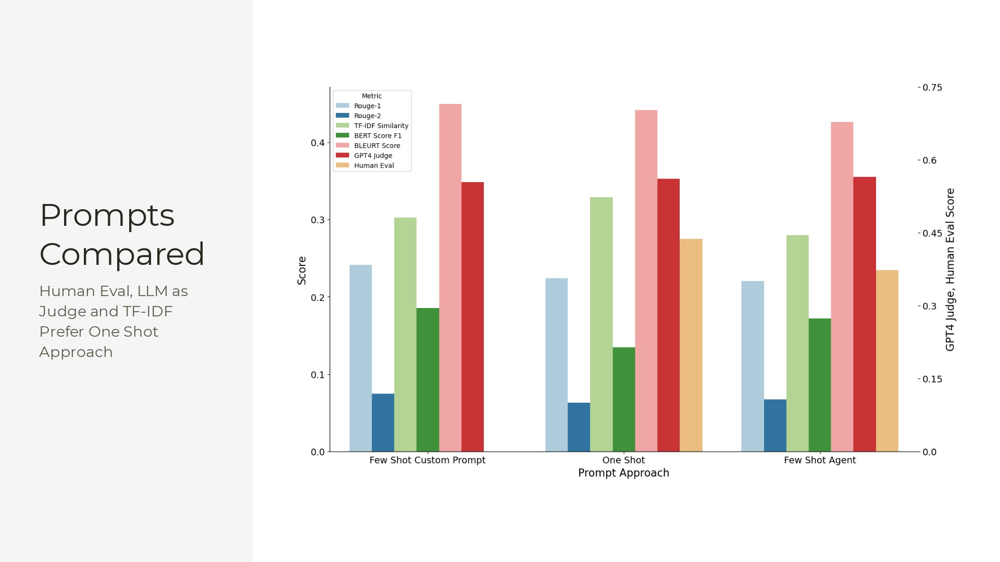 Prompts
Compared
Human Eval, LLM as
Judge and TF-IDF
Prefer One Shot
Approach
Metric
Rouge-1
Rouge-2
TF-IDF Similarity
BERT Score F1
BLEURT Score
GPT4 Judge
Human Eval
Score
0.4
0.3
0.2
0.1
0.0
Few Shot Custom Prompt
One Shot
Few Shot Agent
Prompt Approach
0.75
0.6
0.45
0.3
0.15
0.0
GPT4 Judge, Human Eval Score